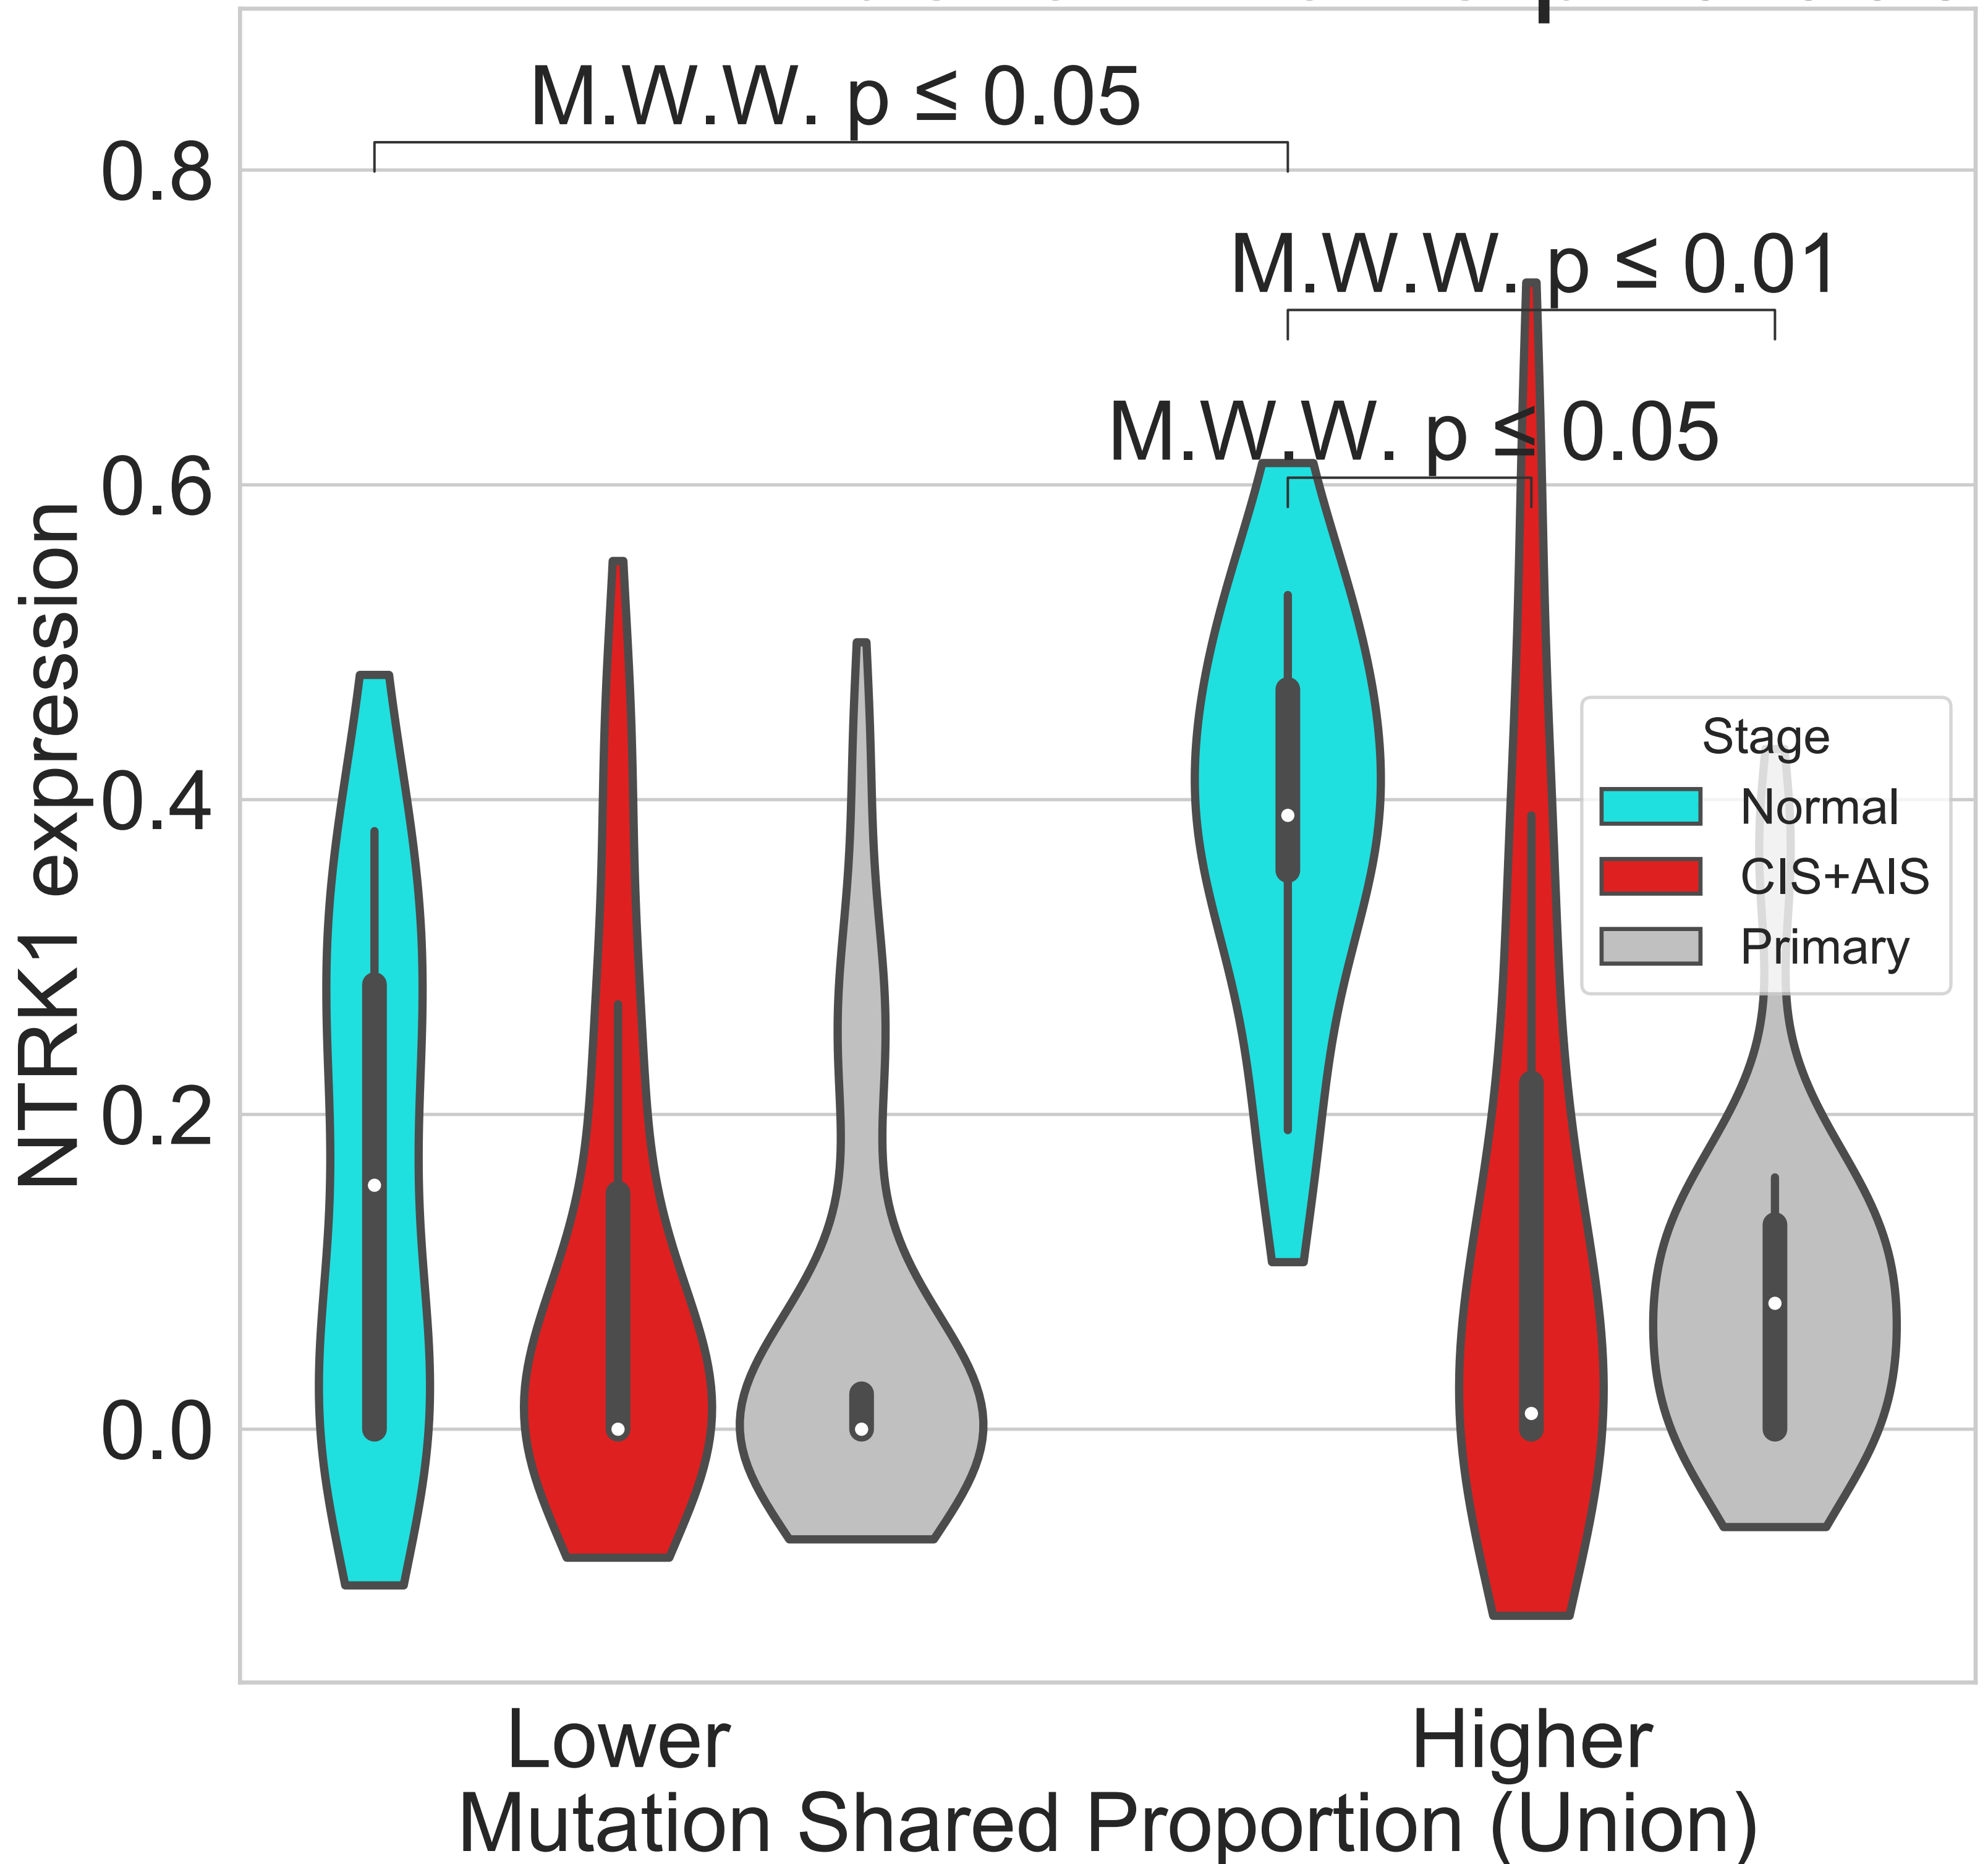 M.W.W. p ≤ 0.05
0.8
M.W.W. p ≤ 0.01
M.W.W. p ≤ 0.05
0.6
NTRK1 expression
Stage
0.4
Normal
CIS+AIS
Primary
0.2
0.0
Lower
Higher
Mutation Shared Proportion (Union)